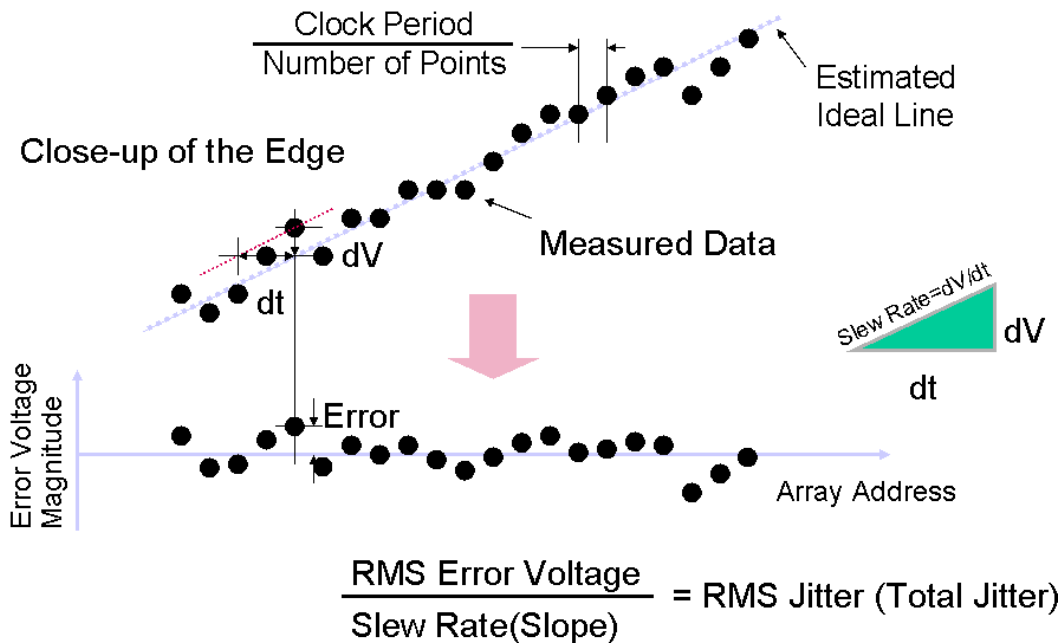 Clock Period
Number of Points
Estimated
Ideal Line
Close-up of the Edge
Measured Data
dV
dt
Slew Rate=dV/dt
dV
dt
Error Voltage
Magnitude
Error
Array Address
RMS Error Voltage
Slew Rate(Slope)
= RMS Jitter (Total Jitter)